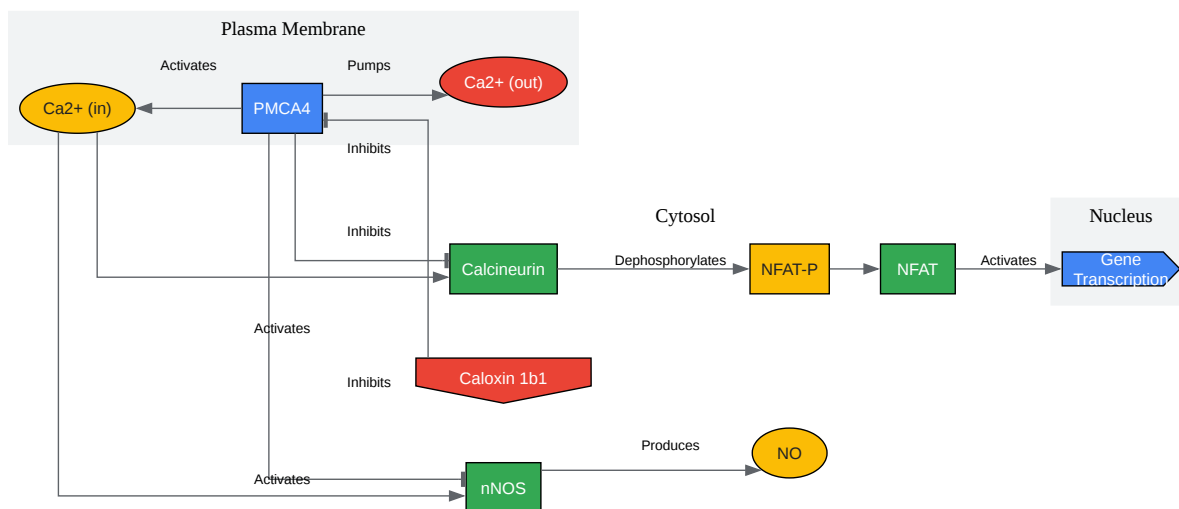 Plasma Membrane
Activates
Pumps
Ca2+ (out)
Ca2+ (in)
PMCA4
Inhibits
Cytosol
Nucleus
Inhibits
Calcineurin
Dephosphorylates
NFAT-P
NFAT
Activates
Gene
Transcription
Activates
Inhibits
Caloxin 1b1
Produces
NO
Activates
nNOS